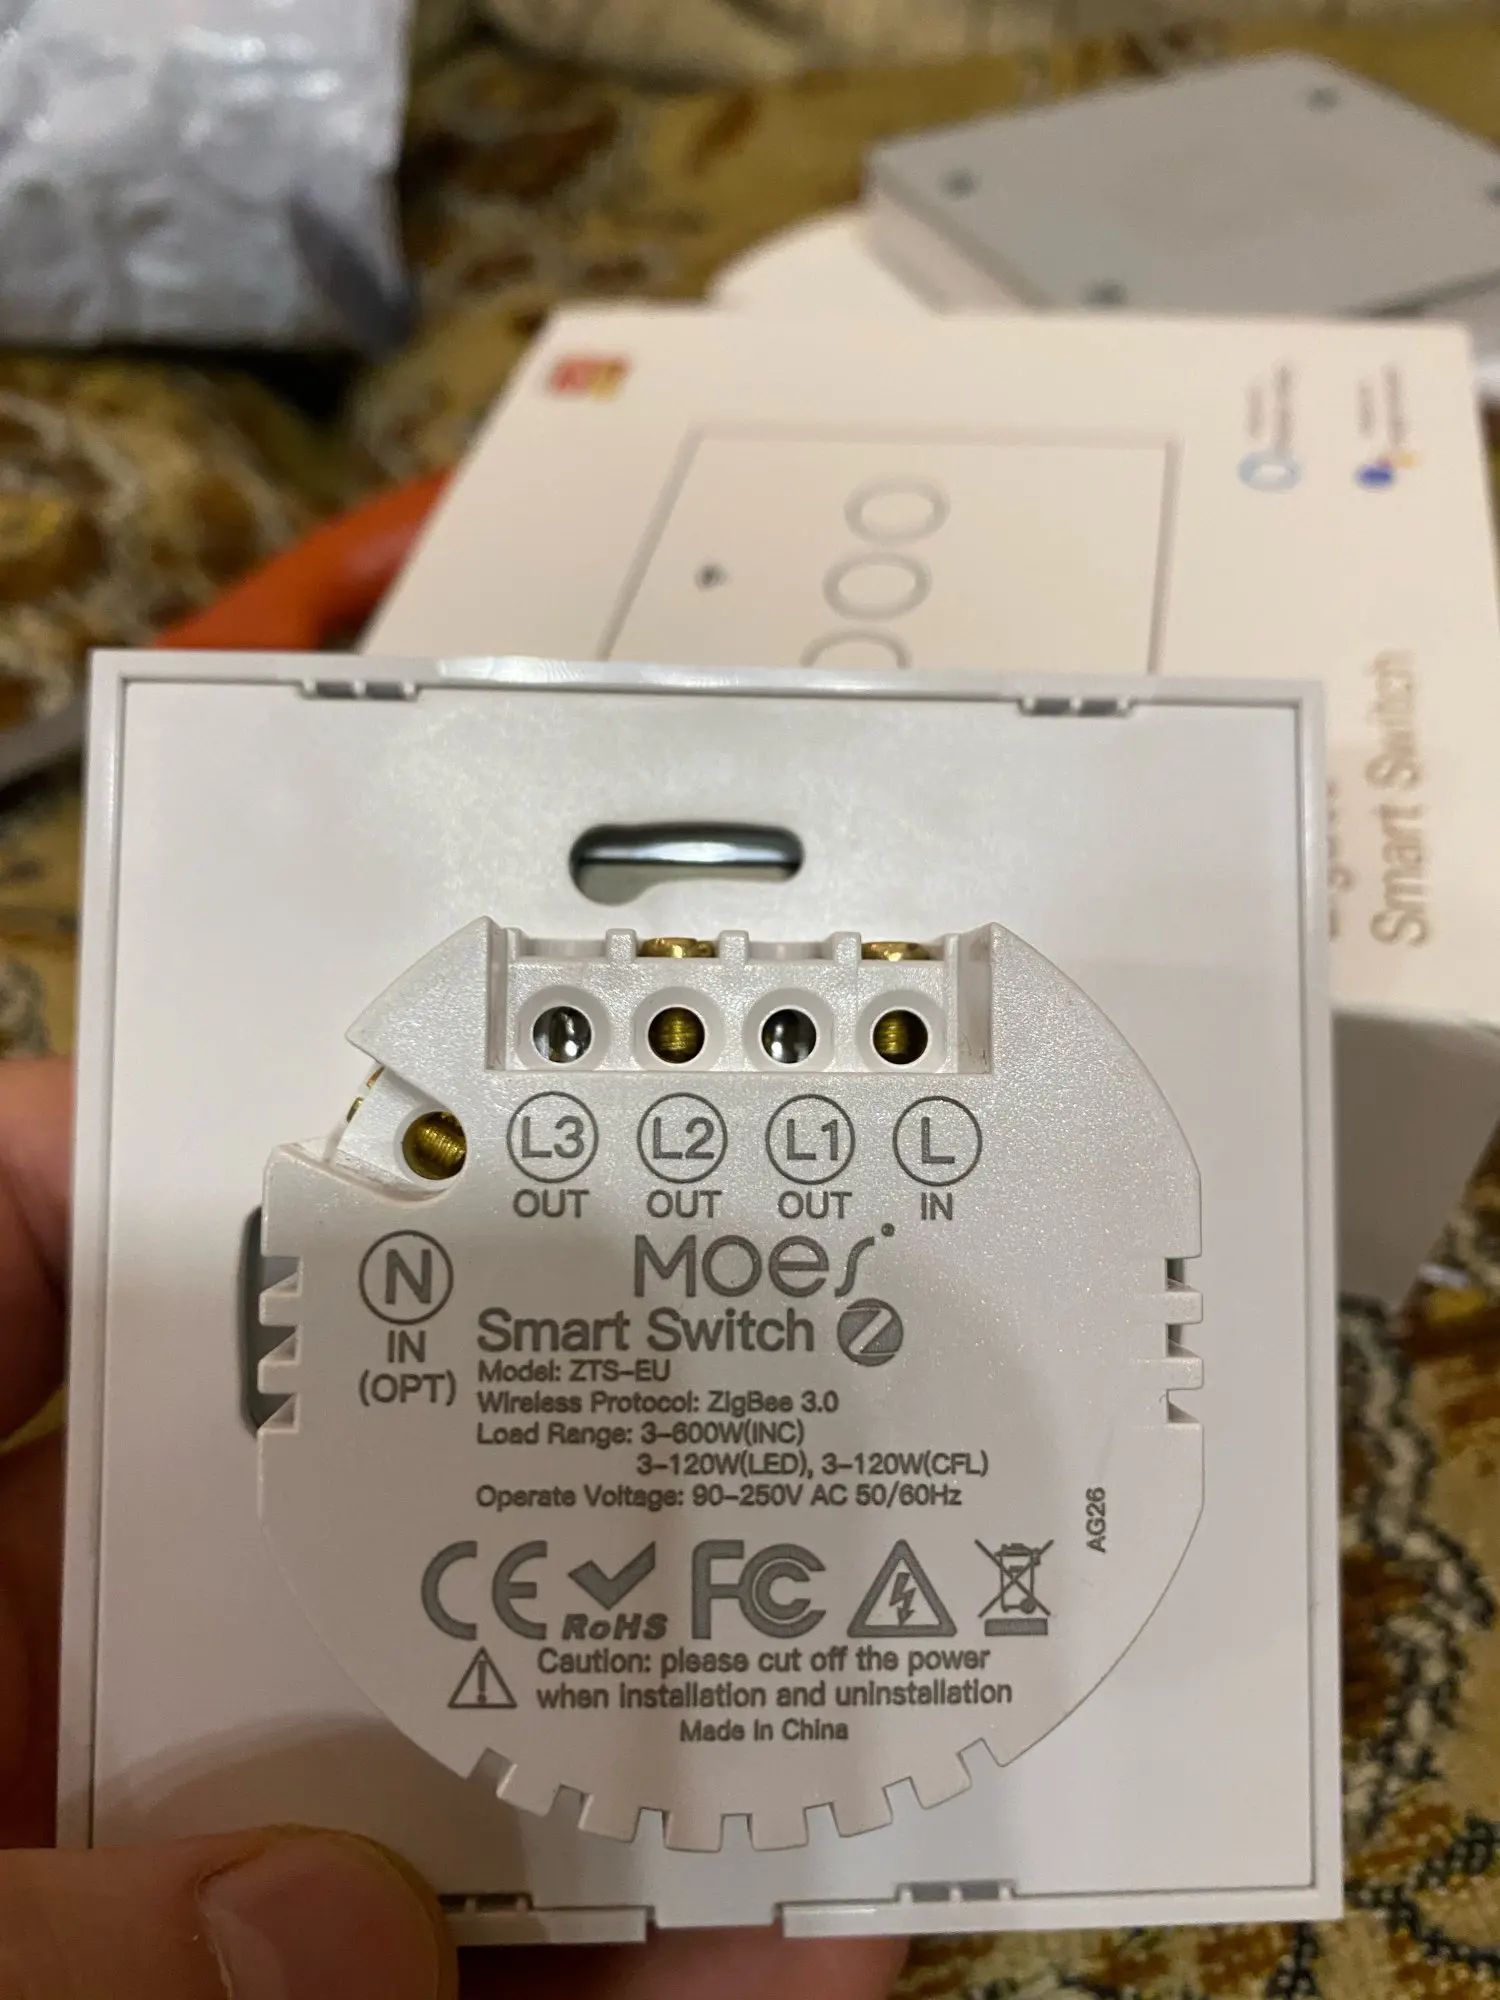 Smart Switch
L3
L2
L1
L
OUT
OUT
OUT
IN
N
IN
(OPT)
MOES®
Smart Switch
Model: ZTS-EU
Wireless Protocol: ZigBee 3.0
Load Range: 3-600W(INC)
3-120W(LED), 3-120W(CFL)
Operate Voltage: 90-250V AC 50/60Hz
AG26
CE RoHS FC
Caution: please cut off the power
when installation and uninstallation
Made In China